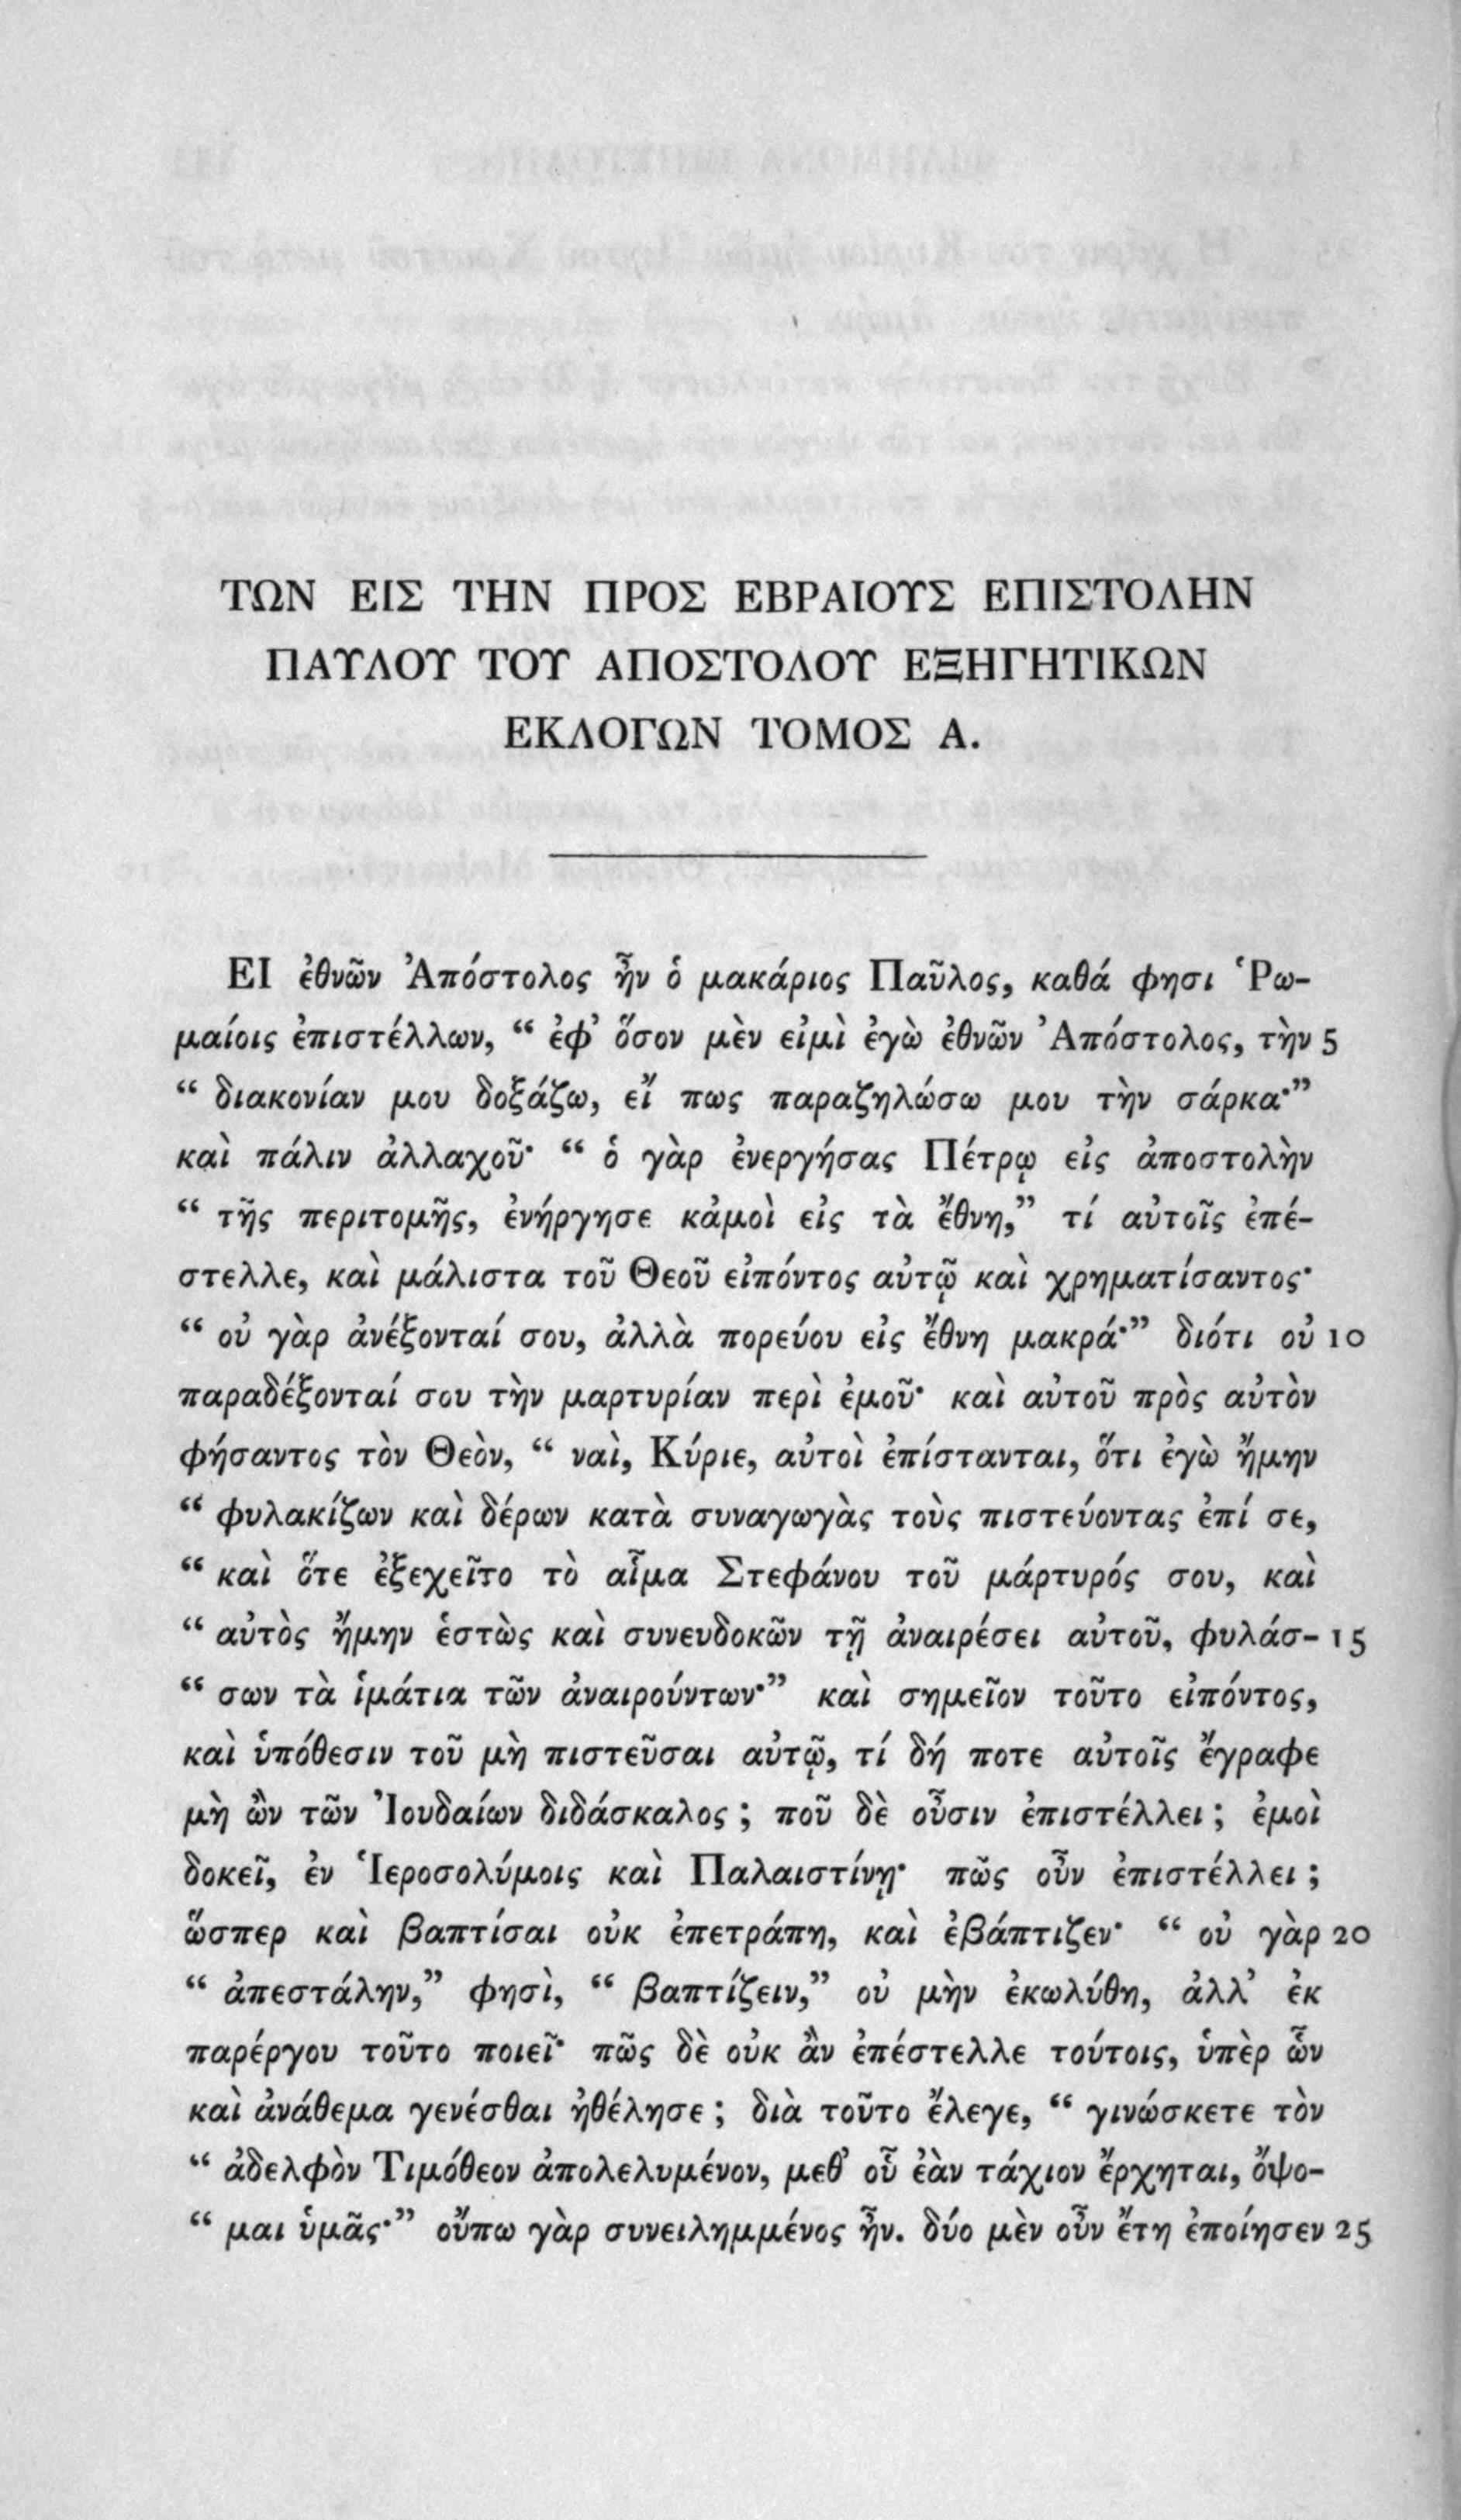 ΤΩΝ ΕΙΣ ΤΗΝ ΠΡΟΣ ΕΒΡΑΙΟΥΣ ΕΠΙΣΤΟΛΗΝ
ΠΑΥΛΟΥ ΤΟΥ ΑΠΟΣΤΟΛΟΥ ΕΞΗΓΗΤΙΚΩΝ
ΕΚΛΟΓΩΝ ΤΟΜΟΣ Α.
ΕΙ ἐθνῶν Ἀπόστολος ἦν ὁ μακάριος Παῦλος, καθά φησι Ῥω-
μαίοις ἐπιστέλλων, “ ἐφ’ ὅσον μὲν εἰμὶ ἐγὼ ἐθνῶν Ἀπόστολος, τὴν 5
“ διακονίαν μου δοξάζω, εἴ πως παραζηλώσω μου τὴν σάρκα·”
καὶ πάλιν ἀλλαχοῦ· “ ὁ γὰρ ἐνεργήσας Πέτρῳ εἰς ἀποστολὴν
“ τῆς περιτομῆς, ἐνήργησε κἀμοὶ εἰς τὰ ἔθνη,” τί αὐτοῖς ἐπέ-
στελλε, καὶ μάλιστα τοῦ Θεοῦ εἰπόντος αὐτῷ καὶ χρηματίσαντος·
“ οὐ γὰρ ἀνέξονταί σου, ἀλλὰ πορεύου εἰς ἔθνη μακρά·” διότι οὐ 10
παραδέξονταί σου τὴν μαρτυρίαν περὶ ἐμοῦ· καὶ αὐτοῦ πρὸς αὐτὸν
φήσαντος τὸν Θεὸν, “ ναὶ, Κύριε, αὐτοὶ ἐπίστανται, ὅτι ἐγὼ ἤμην
“ φυλακίζων καὶ δέρων κατὰ συναγωγὰς τοὺς πιστεύοντας ἐπί σε,
“ καὶ ὅτε ἐξεχεῖτο τὸ αἷμα Στεφάνου τοῦ μάρτυρός σου, καὶ
“ αὐτὸς ἤμην ἑστὼς καὶ συνευδοκῶν τῇ ἀναιρέσει αὐτοῦ, φυλάσ- 15
“ σων τὰ ἱμάτια τῶν ἀναιρούντων·” καὶ σημεῖον τοῦτο εἰπόντος,
καὶ ὑπόθεσιν τοῦ μὴ πιστεῦσαι αὐτῷ, τί δή ποτε αὐτοῖς ἔγραφε
μὴ ὢν τῶν Ἰουδαίων διδάσκαλος ; ποῦ δὲ οὖσιν ἐπιστέλλει ; ἐμοὶ
δοκεῖ, ἐν Ἱεροσολύμοις καὶ Παλαιστίνῃ· πῶς οὖν ἐπιστέλλει ;
ὥσπερ καὶ βαπτίσαι οὐκ ἐπετράπη, καὶ ἐβάπτιζεν· “ οὐ γὰρ 20
“ ἀπεστάλην,” φησὶ, “ βαπτίζειν,” οὐ μὴν ἐκωλύθη, ἀλλ’ ἐκ
παρέργου τοῦτο ποιεῖ· πῶς δὲ οὐκ ἂν ἐπέστελλε τούτοις, ὑπὲρ ὧν
καὶ ἀνάθεμα γενέσθαι ἠθέλησε ; διὰ τοῦτο ἔλεγε, “ γινώσκετε τὸν
“ ἀδελφὸν Τιμόθεον ἀπολελυμένον, μεθ’ οὗ ἐὰν τάχιον ἔρχηται, ὄψο-
“ μαι ὑμᾶς·” οὔπω γὰρ συνειλημμένος ἦν. δύο μὲν οὖν ἔτη ἐποίησεν 25